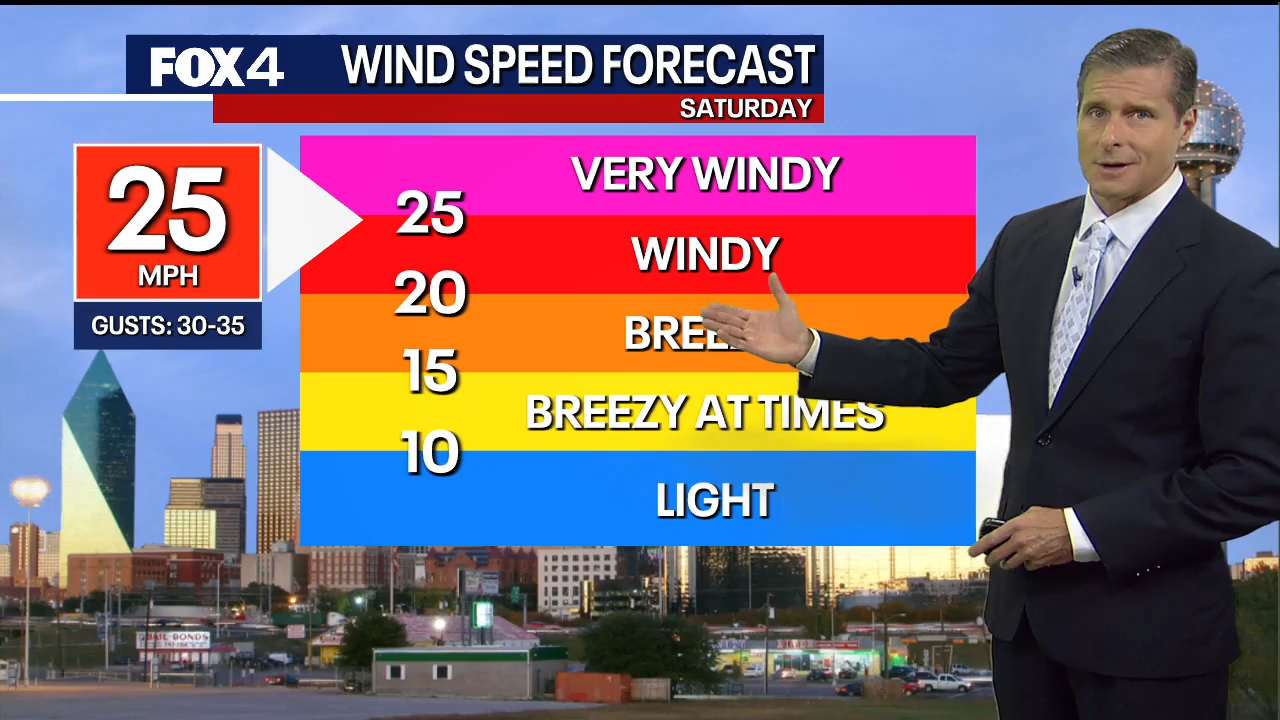 FOX4 WIND SPEED FORECAST
SATURDAY
25
MPH
GUSTS: 30-35
VERY WINDY
25
WINDY
20
15
BREEZY AT TIMES
10
LIGHT
BAIL BONDS